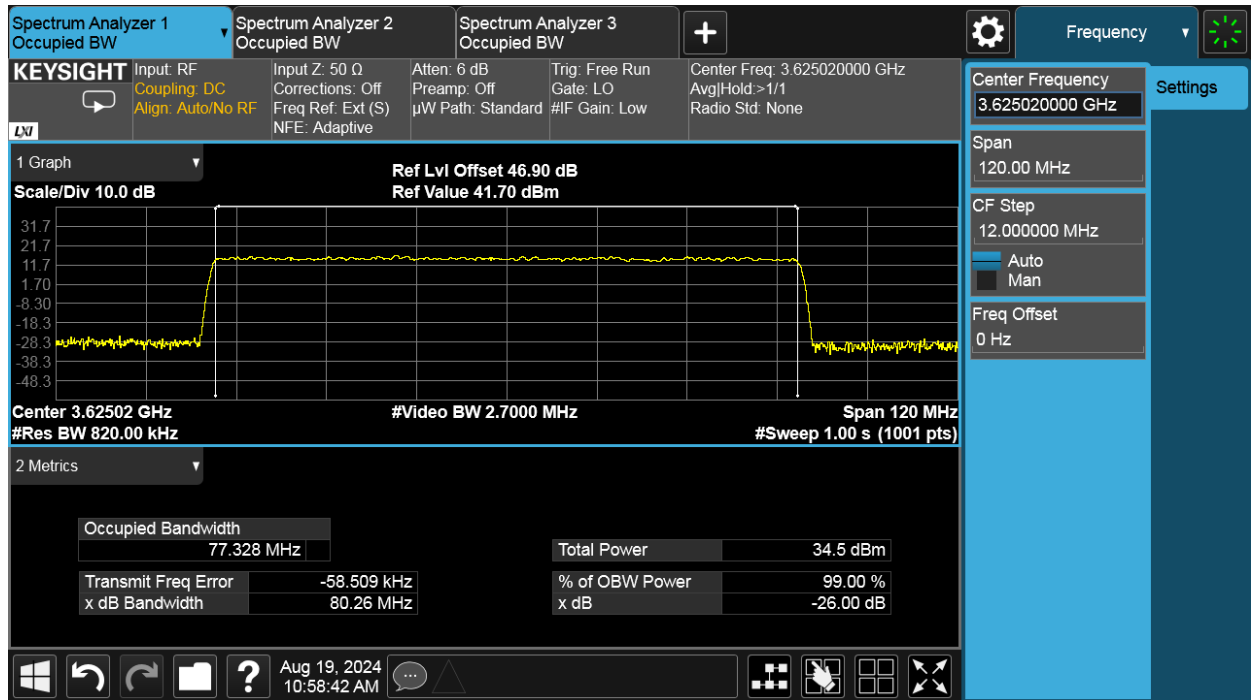 Spectrum Analyzer 1
Occupied BW
Spectrum Analyzer 2
Occupied BW
Spectrum Analyzer 3
Occupied BW
+
Frequency
KEYSIGHT
LXI
Input: RF
Coupling: DC
Align: Auto/No RF
Input Z: 50 Ω
Corrections: Off
Freq Ref: Ext (S)
NFE: Adaptive
Atten: 6 dB
Preamp: Off
µW Path: Standard
Trig: Free Run
Gate: LO
#IF Gain: Low
Center Freq: 3.625020000 GHz
Avg|Hold:>1/1
Radio Std: None
Center Frequency
3.625020000 GHz
Settings
Span
120.00 MHz
CF Step
12.000000 MHz
Auto
Man
Freq Offset
0 Hz
1 Graph
Scale/Div 10.0 dB
Ref Lvl Offset 46.90 dB
Ref Value 41.70 dBm
31.7
21.7
11.7
1.70
-8.30
-18.3
-28.3
-38.3
-48.3
Center 3.62502 GHz
#Video BW 2.7000 MHz
Span 120 MHz
#Res BW 820.00 kHz
#Sweep 1.00 s (1001 pts)
2 Metrics
Occupied Bandwidth
77.328 MHz
Total Power 34.5 dBm
Transmit Freq Error -58.509 kHz
% of OBW Power 99.00 %
x dB Bandwidth 80.26 MHz
x dB -26.00 dB
?
Aug 19, 2024
10:58:42 AM